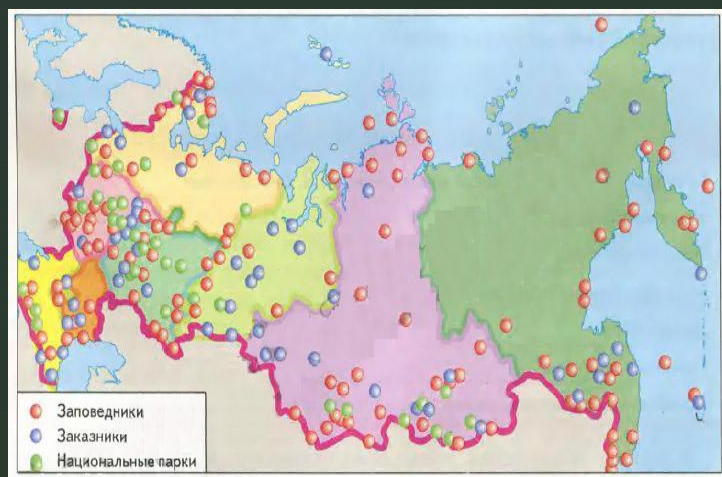 Заповедники
Заказники
Национальные парки